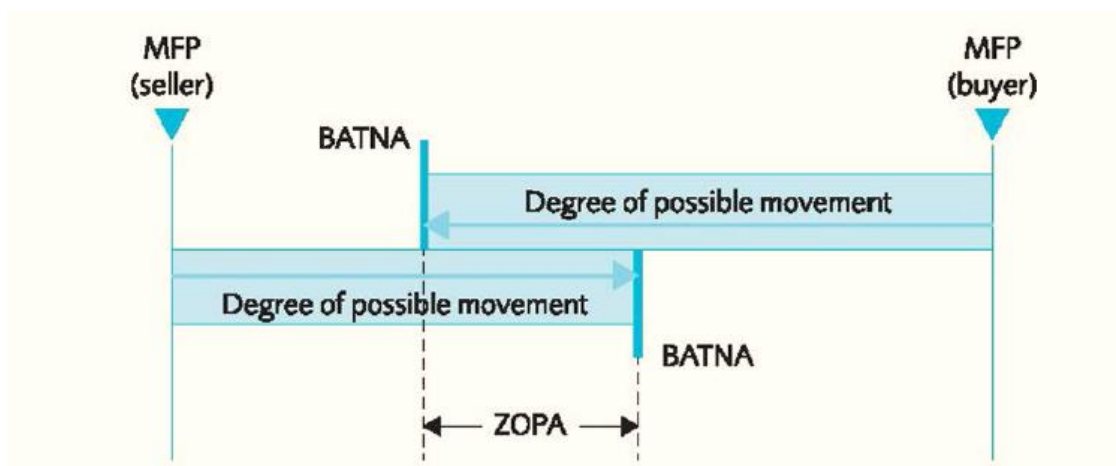 MFP
(seller)
MFP
(buyer)
BATNA
Degree of possible movement
Degree of possible movement
BATNA
ZOPA